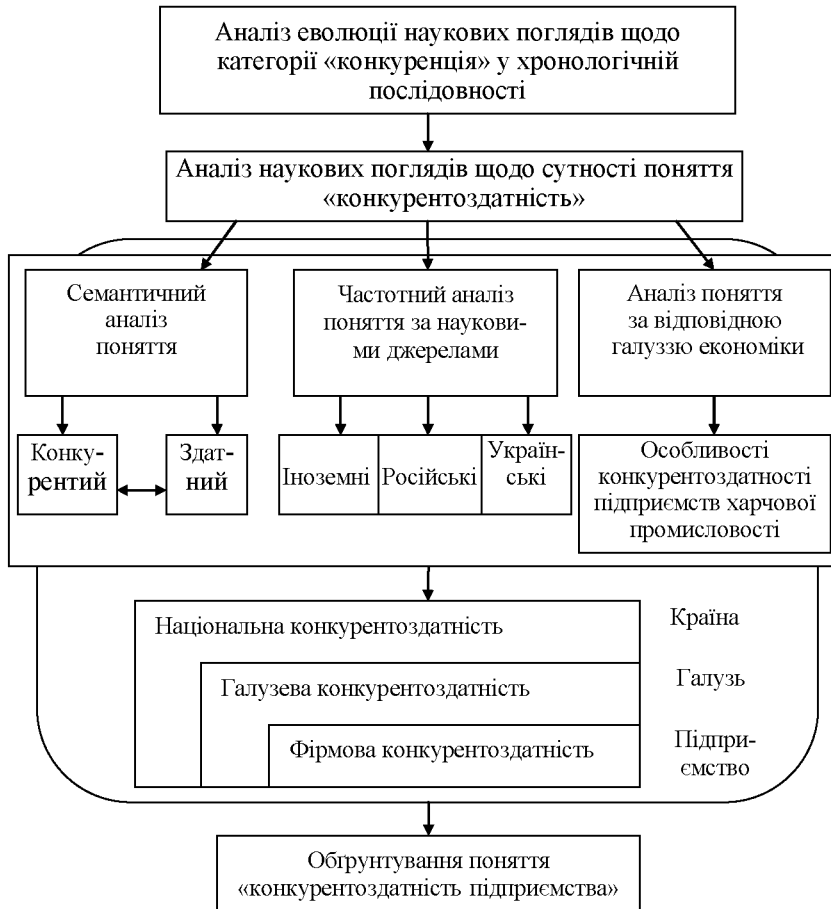 Аналіз еволюції наукових поглядів щодо
категорії «конкуренція» у хронологічній
послідовності
Аналіз наукових поглядів щодо сутності поняття
«конкурентоздатність»
Семантичний
аналіз
поняття
Частотний аналіз
поняття за наукови-
ми джерелами
Аналіз поняття
за відповідною
галуззю економіки
Конку-
рентий
Здат-
ний
Іноземні
Російські
Україн-
ські
Особливості
конкурентоздатності
підприємств харчової
промисловості
Національна конкурентоздатність
Країна
Галузева конкурентоздатність
Галузь
Фірмова конкурентоздатність
Підпри-
ємство
Обґрунтування поняття
«конкурентоздатність підприємства»